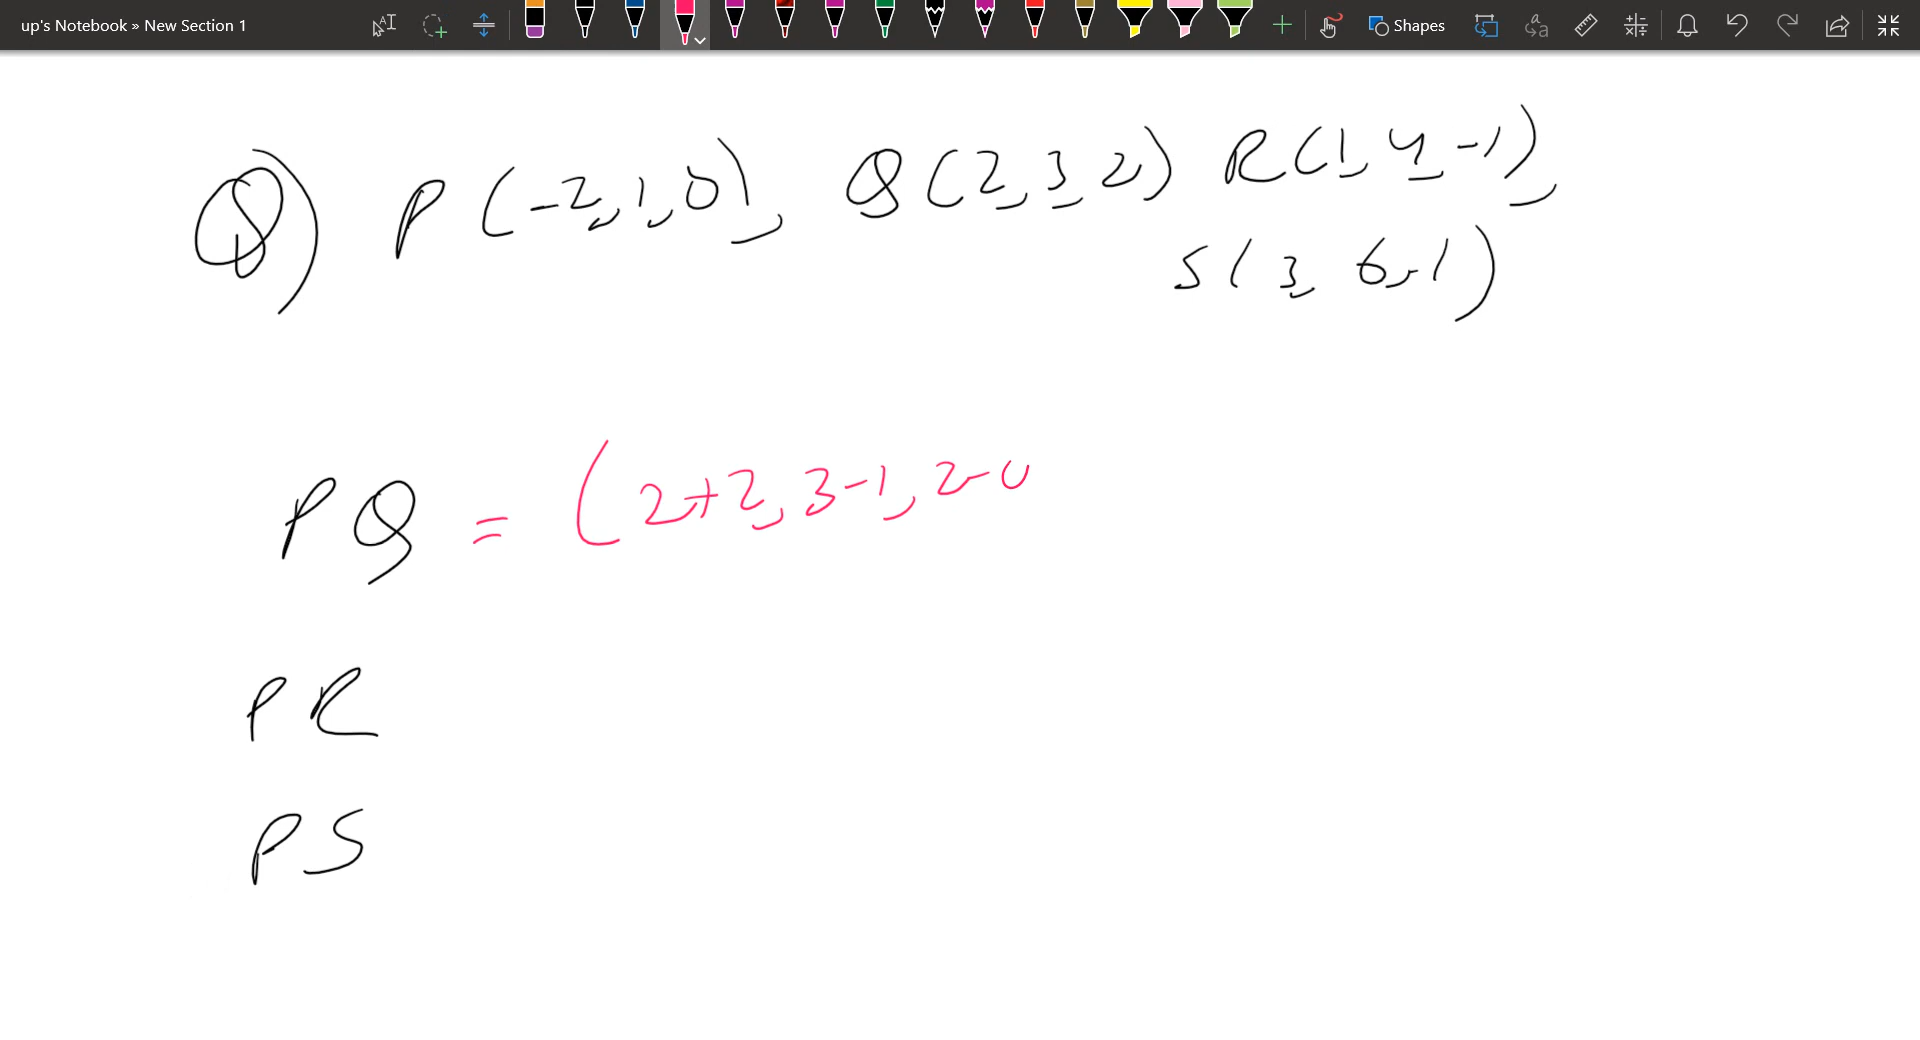 up's Notebook » New Section 1
Shapes
Q) P(-2,1,0), Q(2,3,2) R(1,4,-1),
S(3, 6,-1)
PQ = (2+2, 3-1, 2-0
PR
PS